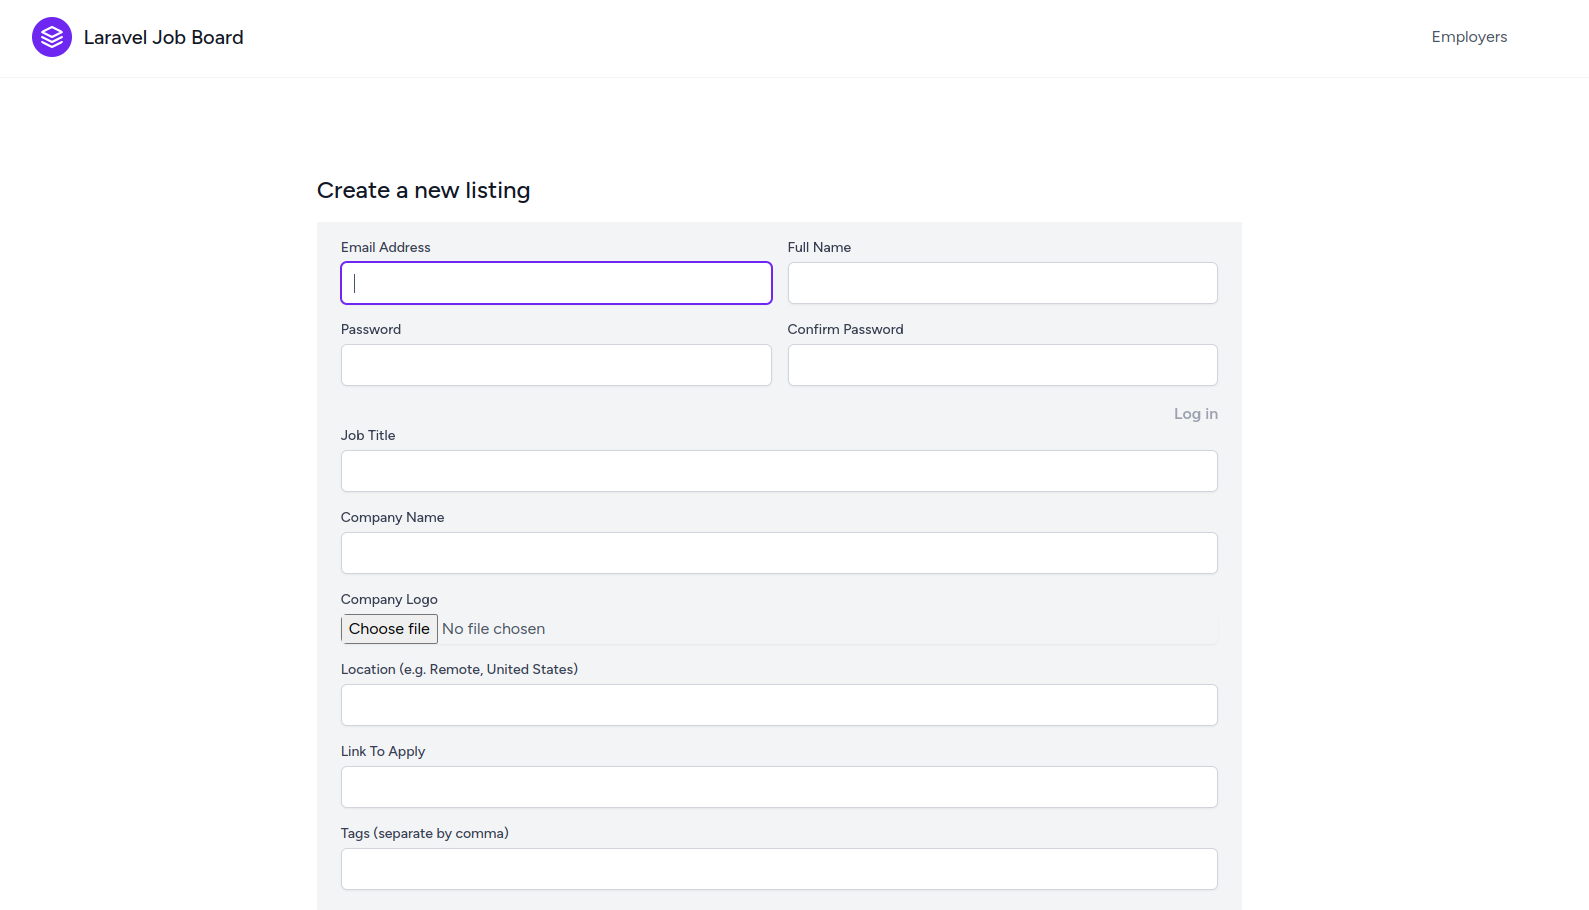 Laravel Job Board
Employers
Create a new listing
Email Address
Full Name
Password
Confirm Password
Log in
Job Title
Company Name
Company Logo
Choose file No file chosen
Location (e.g. Remote, United States)
Link To Apply
Tags (separate by comma)